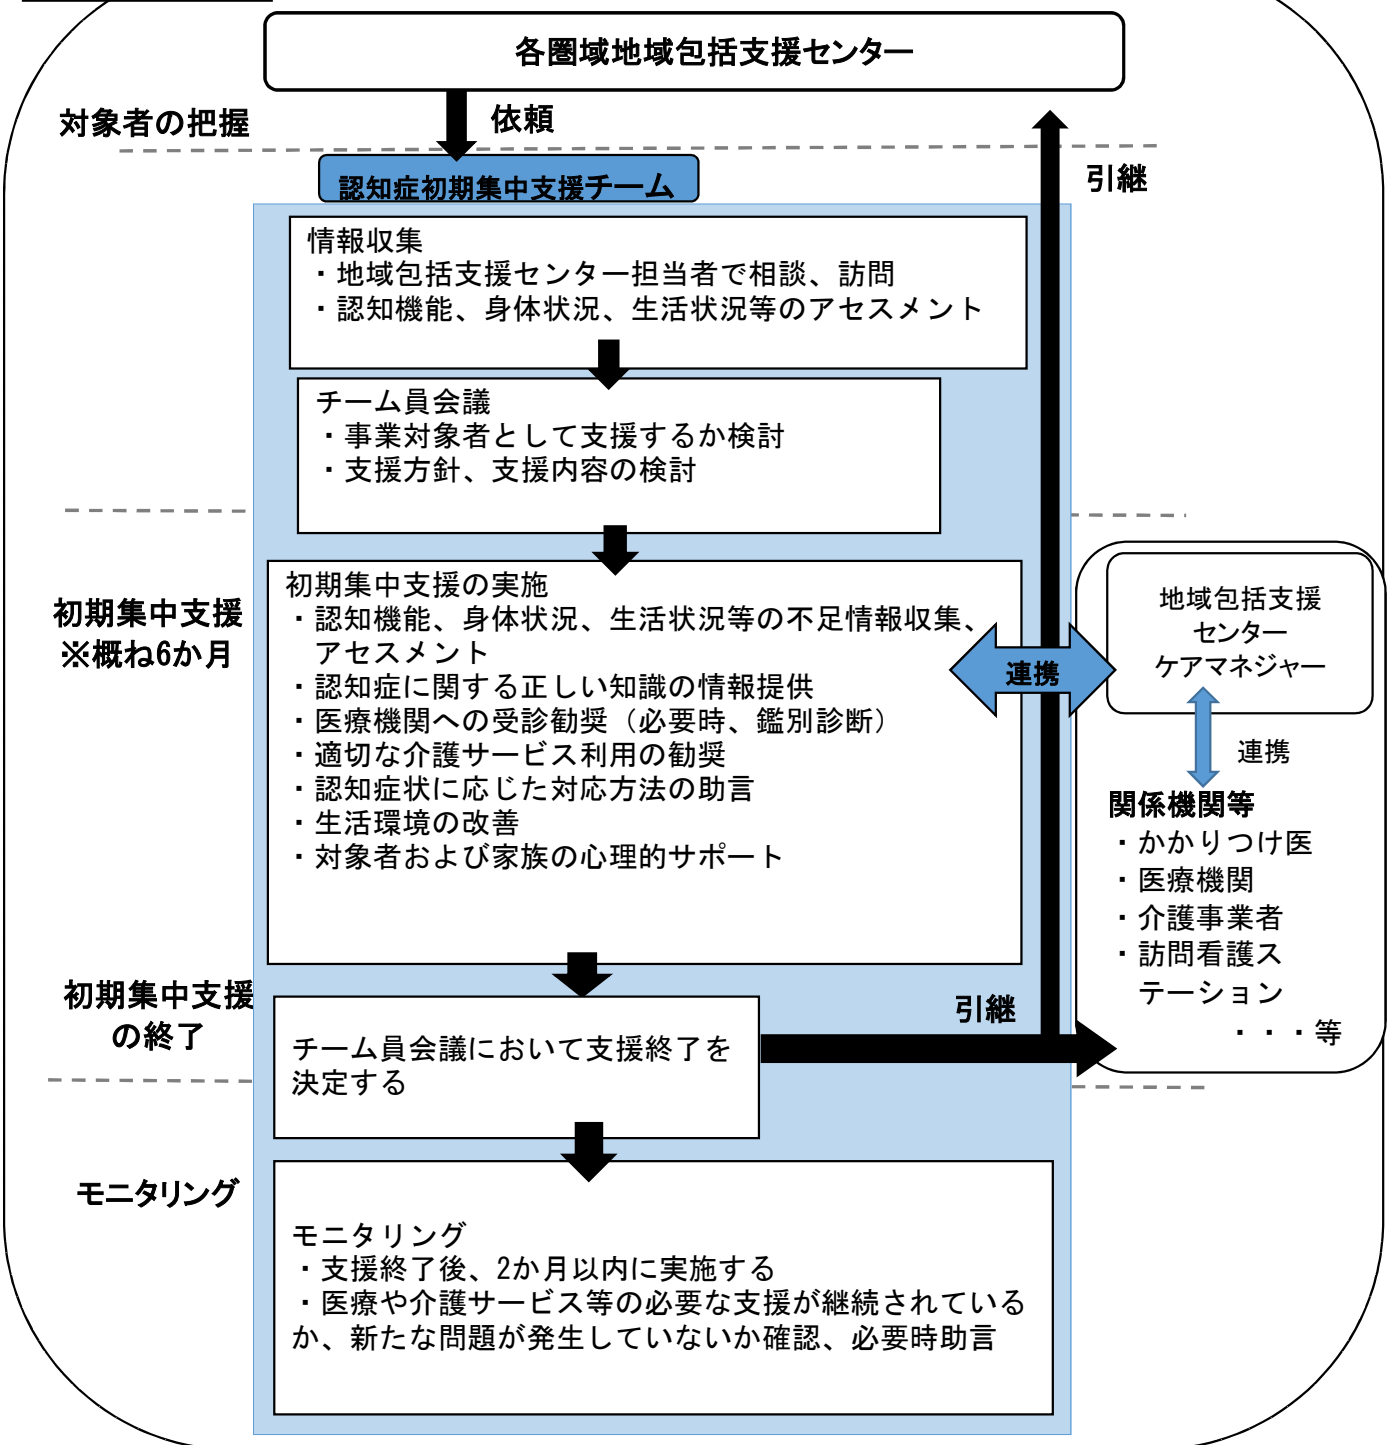 各圏域地域包括支援センター
対象者の把握
依頼
引継
認知症初期集中支援チーム
情報収集
・地域包括支援センター担当者で相談、訪問
・認知機能、身体状況、生活状況等のアセスメント
チーム員会議
・事業対象者として支援するか検討
・支援方針、支援内容の検討
初期集中支援
※概ね6か月
初期集中支援の実施
・認知機能、身体状況、生活状況等の不足情報収集、
アセスメント
・認知症に関する正しい知識の情報提供
・医療機関への受診勧奨（必要時、鑑別診断）
・適切な介護サービス利用の勧奨
・認知症状に応じた対応方法の助言
・生活環境の改善
・対象者および家族の心理的サポート
連携
地域包括支援
センター
ケアマネジャー
連携
関係機関等
・かかりつけ医
・医療機関
・介護事業者
・訪問看護ス
テーション
・・・等
初期集中支援
の終了
引継
チーム員会議において支援終了を
決定する
モニタリング
モニタリング
・支援終了後、2か月以内に実施する
・医療や介護サービス等の必要な支援が継続されている
か、新たな問題が発生していないか確認、必要時助言